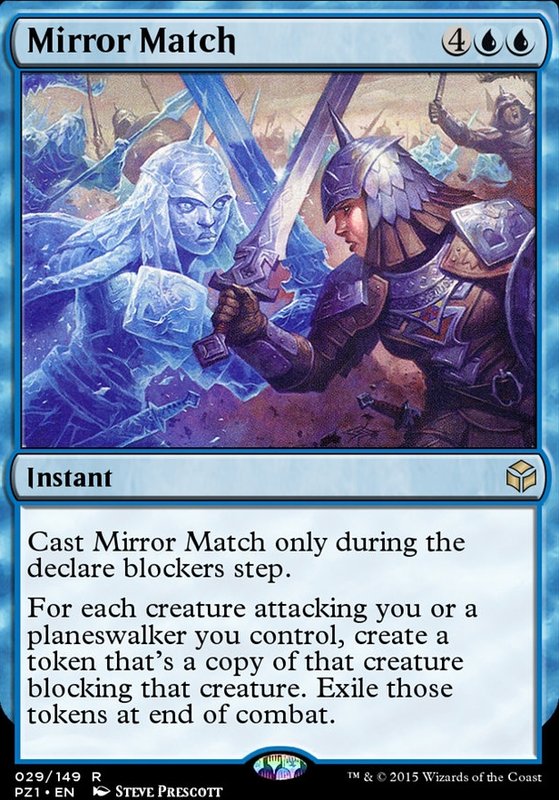 Mirror Match 4
Instant
Cast Mirror Match only during the
declare blockers step.
For each creature attacking you or a
planeswalker you control, create a
token that's a copy of that creature
blocking that creature. Exile those
tokens at end of combat.
029/149 R
PZ1 • EN STEVE PRESCOTT
™ & © 2015 Wizards of the Coast